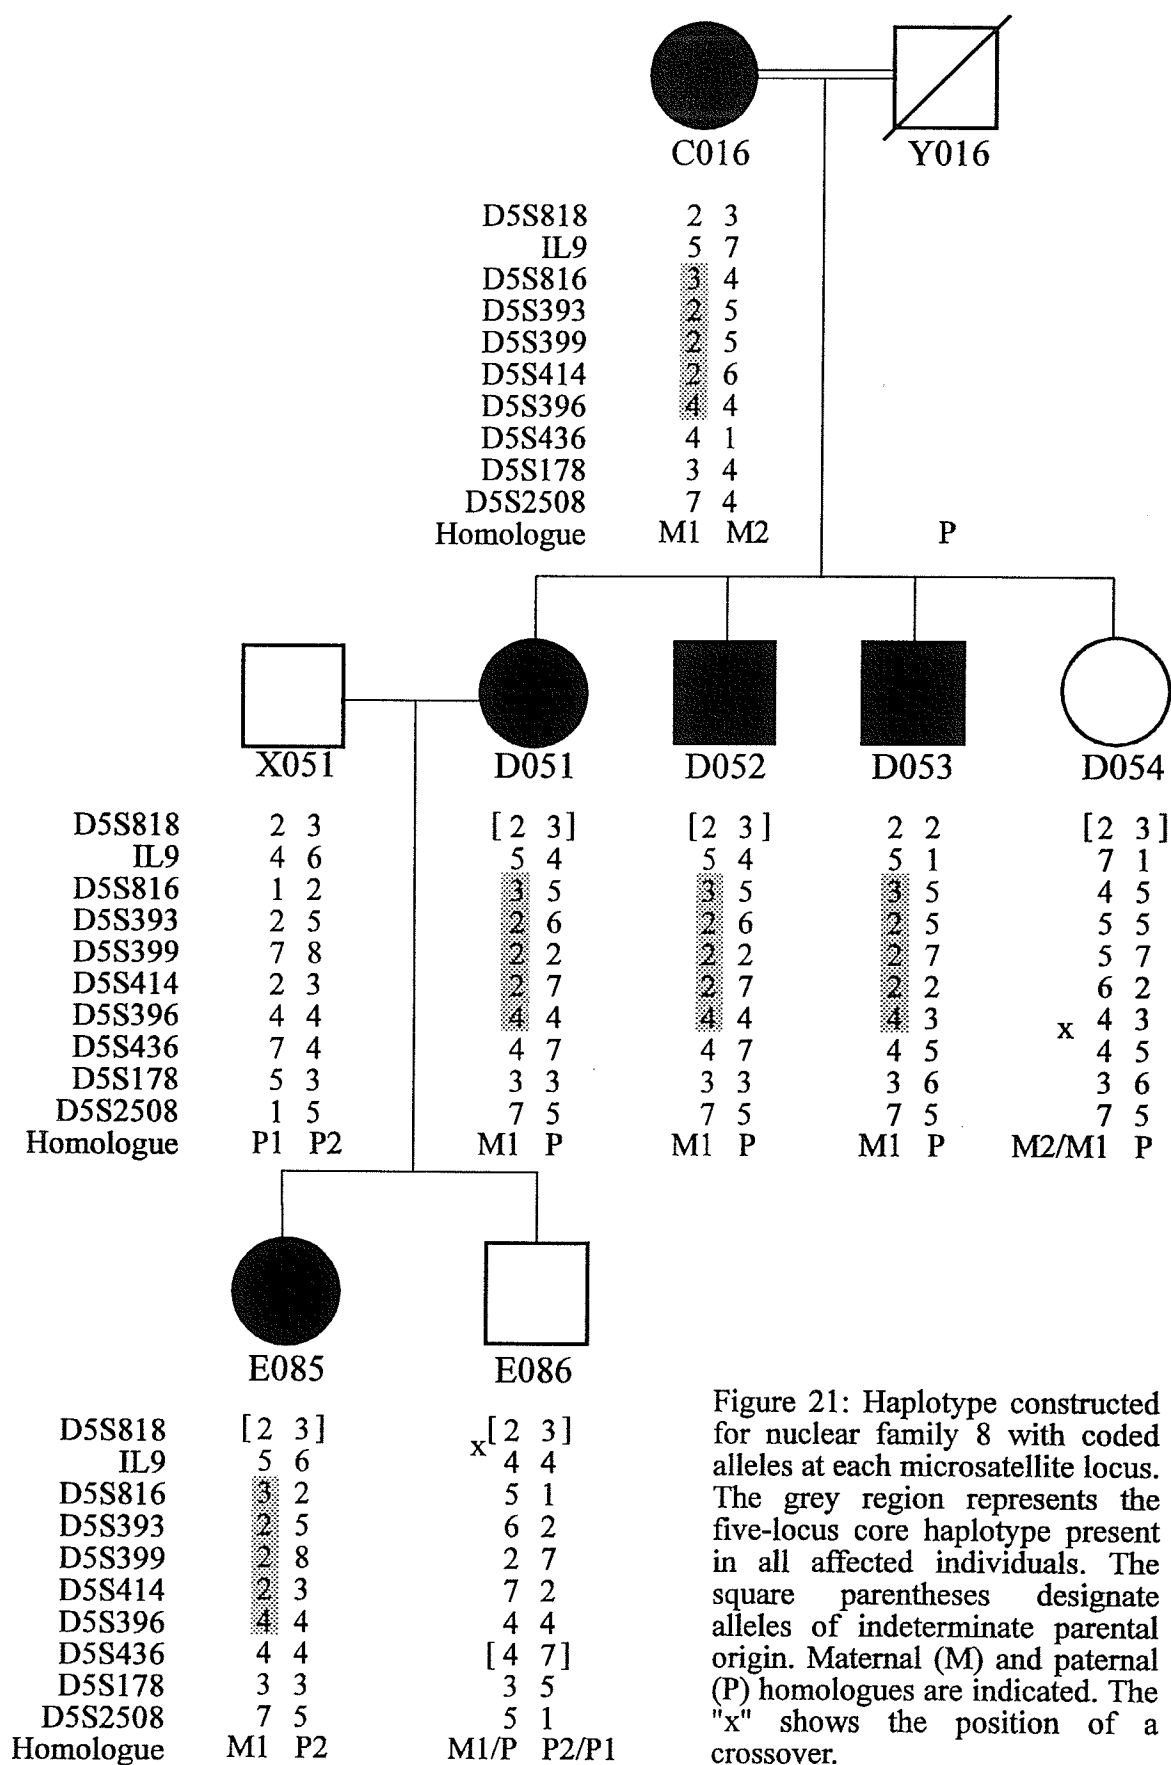 C016 Y016
D5S818 2 3
IL9 5 7
D5S816 3 4
D5S393 2 5
D5S399 2 5
D5S414 2 6
D5S396 4 4
D5S436 4 1
D5S178 3 4
D5S2508 7 4
Homologue M1 M2 P
X051 D051 D052 D053 D054
D5S818 2 3 [2 3] [2 3] 2 2 [2 3]
IL9 4 6 5 4 5 4 5 1 7 1
D5S816 1 2 3 5 3 5 3 5 4 5
D5S393 2 5 2 6 2 6 2 5 5 5
D5S399 7 8 2 2 2 2 2 7 5 7
D5S414 2 3 2 7 2 7 2 2 6 2
D5S396 4 4 4 4 4 4 4 3 x 4 3
D5S436 7 4 4 7 4 7 4 5 4 5
D5S178 5 3 3 3 3 3 3 6 3 6
D5S2508 1 5 7 5 7 5 7 5 7 5
Homologue P1 P2 M1 P M1 P M1 P M2/M1 P
E085 E086
D5S818 [2 3] x [2 3]
IL9 5 6 4 4
D5S816 3 2 5 1
D5S393 2 5 6 2
D5S399 2 8 2 7
D5S414 2 3 7 2
D5S396 4 4 4 4
D5S436 4 4 [4 7]
D5S178 3 3 3 5
D5S2508 7 5 5 1
Homologue M1 P2 M1/P P2/P1
Figure 21: Haplotype constructed
for nuclear family 8 with coded
alleles at each microsatellite locus.
The grey region represents the
five-locus core haplotype present
in all affected individuals. The
square parentheses designate
alleles of indeterminate parental
origin. Maternal (M) and paternal
(P) homologues are indicated. The
"x" shows the position of a
crossover.